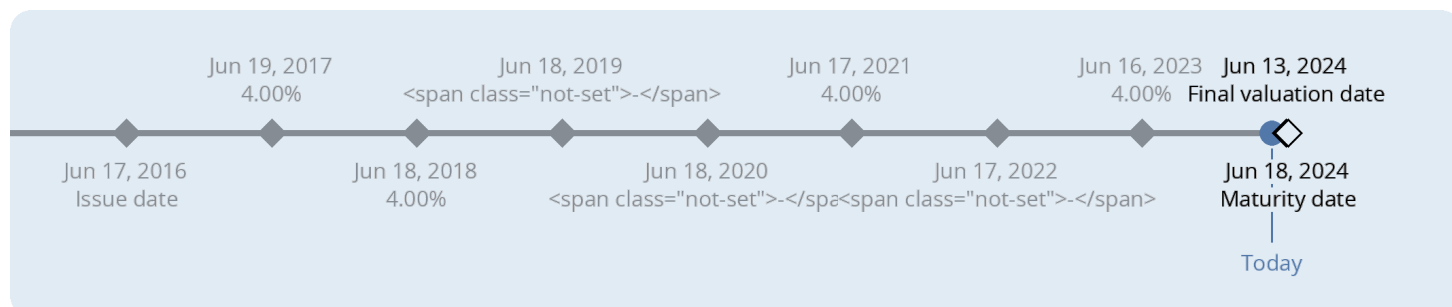 Jun 19, 2017
4.00%
Jun 18, 2019
<span class="not-set">-</span>
Jun 17, 2021
4.00%
Jun 16, 2023
4.00%
Jun 13, 2024
Final valuation date
Jun 17, 2016
Issue date
Jun 18, 2018
4.00%
Jun 18, 2020
<span class="not-set">-</spa
Jun 17, 2022
<span class="not-set">-</span>
Jun 18, 2024
Maturity date
Today